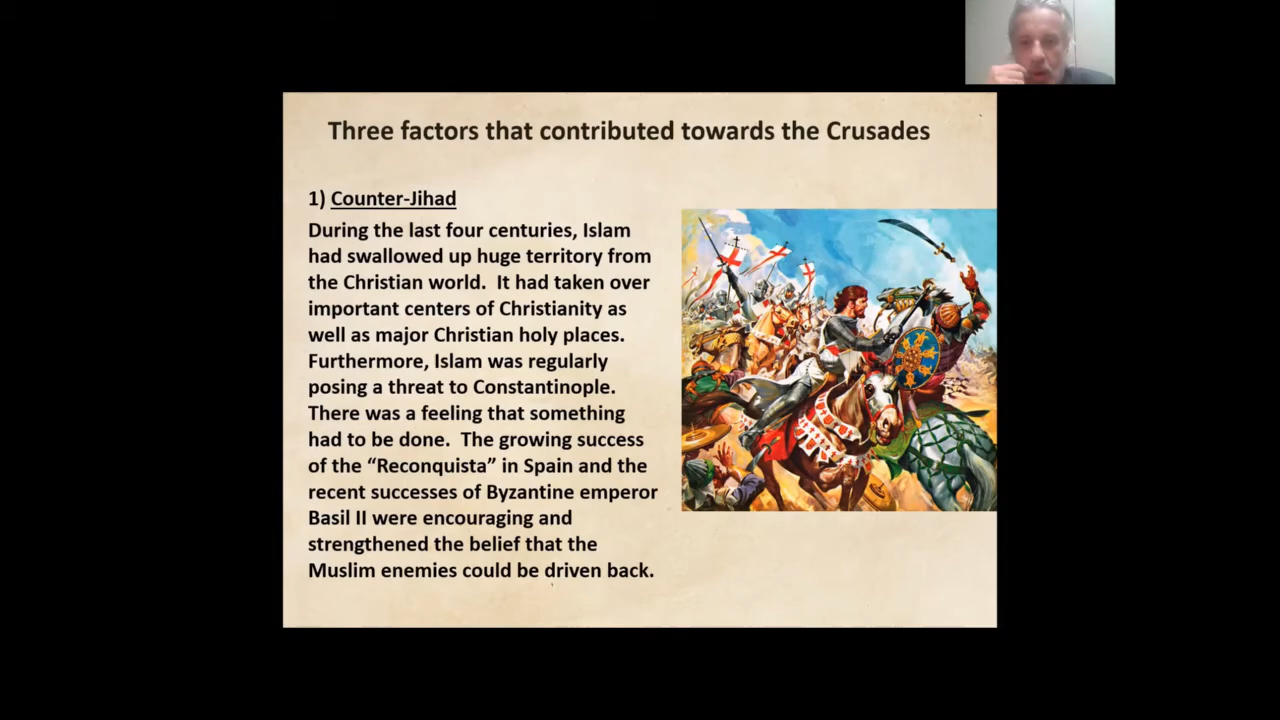 Three factors that contributed towards the Crusades
1) Counter-Jihad
During the last four centuries, Islam
had swallowed up huge territory from
the Christian world.  It had taken over
important centers of Christianity as
well as major Christian holy places.
Furthermore, Islam was regularly
posing a threat to Constantinople.
There was a feeling that something
had to be done.  The growing success
of the “Reconquista” in Spain and the
recent successes of Byzantine emperor
Basil II were encouraging and
strengthened the belief that the
Muslim enemies could be driven back.